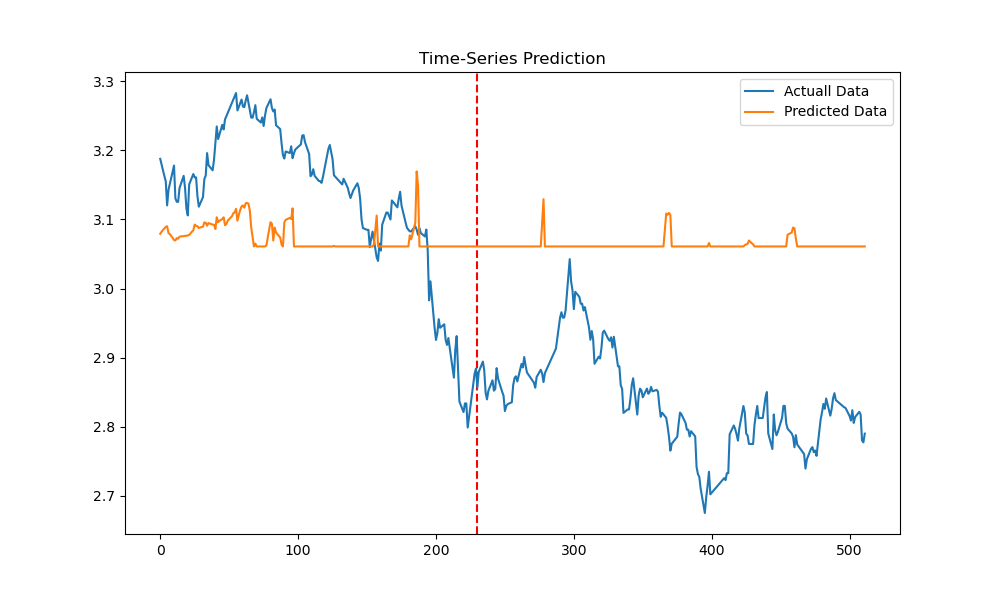 Time-Series Prediction
Actuall Data
Predicted Data
3.3
3.2
3.1
3.0
2.9
2.8
2.7
0 100 200 300 400 500